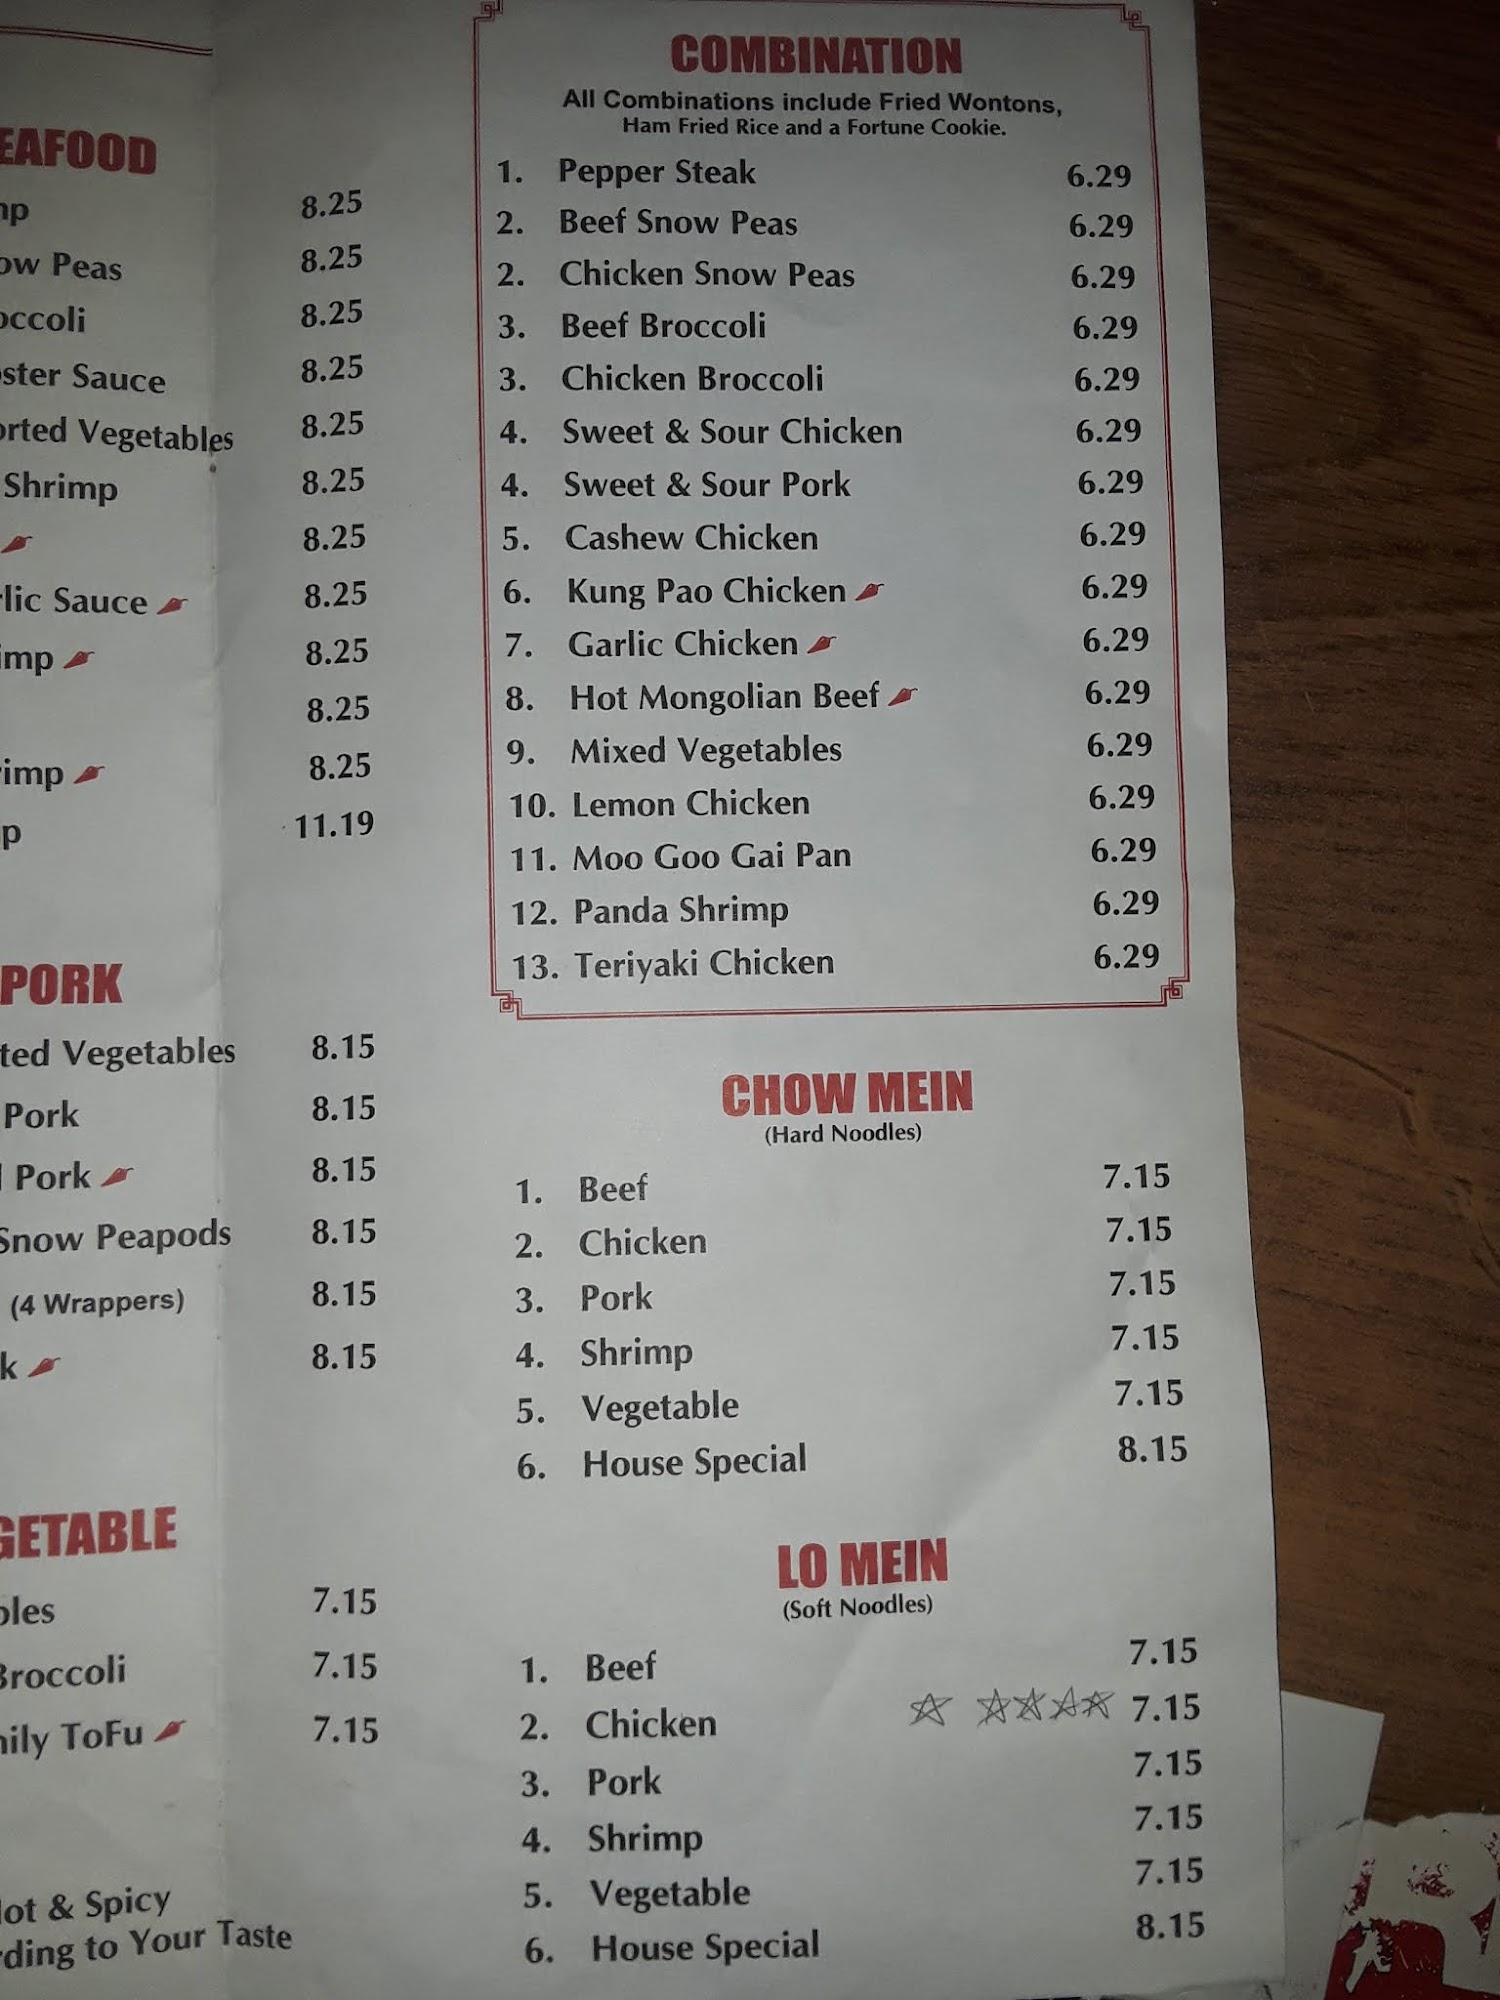 EAFOOD
8.25
ow Peas 8.25
occoli 8.25
ster Sauce 8.25
orted Vegetables 8.25
Shrimp 8.25
8.25
lic Sauce 8.25
imp 8.25
8.25
imp 8.25
p 11.19
PORK
ted Vegetables 8.15
Pork 8.15
Pork 8.15
Snow Peapods 8.15
(4 Wrappers) 8.15
k 8.15
GETABLE
bles 7.15
Broccoli 7.15
mily ToFu 7.15
Hot & Spicy
rding to Your Taste
COMBINATION
All Combinations include Fried Wontons,
Ham Fried Rice and a Fortune Cookie.
1. Pepper Steak 6.29
2. Beef Snow Peas 6.29
2. Chicken Snow Peas 6.29
3. Beef Broccoli 6.29
3. Chicken Broccoli 6.29
4. Sweet & Sour Chicken 6.29
4. Sweet & Sour Pork 6.29
5. Cashew Chicken 6.29
6. Kung Pao Chicken 6.29
7. Garlic Chicken 6.29
8. Hot Mongolian Beef 6.29
9. Mixed Vegetables 6.29
10. Lemon Chicken 6.29
11. Moo Goo Gai Pan 6.29
12. Panda Shrimp 6.29
13. Teriyaki Chicken 6.29
CHOW MEIN
(Hard Noodles)
1. Beef 7.15
2. Chicken 7.15
3. Pork 7.15
4. Shrimp 7.15
5. Vegetable 7.15
6. House Special 8.15
LO MEIN
(Soft Noodles)
1. Beef 7.15
2. Chicken 7.15
3. Pork 7.15
4. Shrimp 7.15
5. Vegetable 7.15
6. House Special 8.15